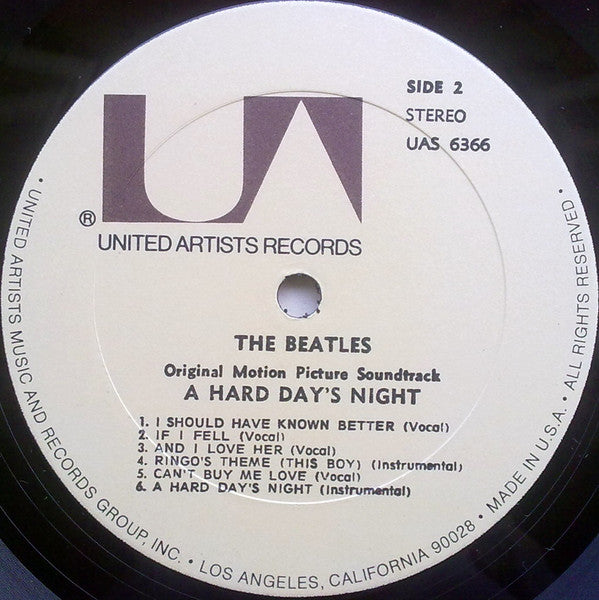 SIDE 2
STEREO
UAS 6366
UA
®
UNITED ARTISTS RECORDS
THE BEATLES
Original Motion Picture Soundtrack
A HARD DAY'S NIGHT
1. I SHOULD HAVE KNOWN BETTER (Vocal)
2. IF I FELL (Vocal)
3. AND I LOVE HER (Vocal)
4. RINGO'S THEME (THIS BOY) (Instrumental)
5. CAN'T BUY ME LOVE (Vocal)
6. A HARD DAY'S NIGHT (Instrumental)
• UNITED ARTISTS MUSIC AND RECORDS GROUP, INC. • LOS ANGELES, CALIFORNIA 90028 • MADE IN U.S.A. • ALL RIGHTS RESERVED •